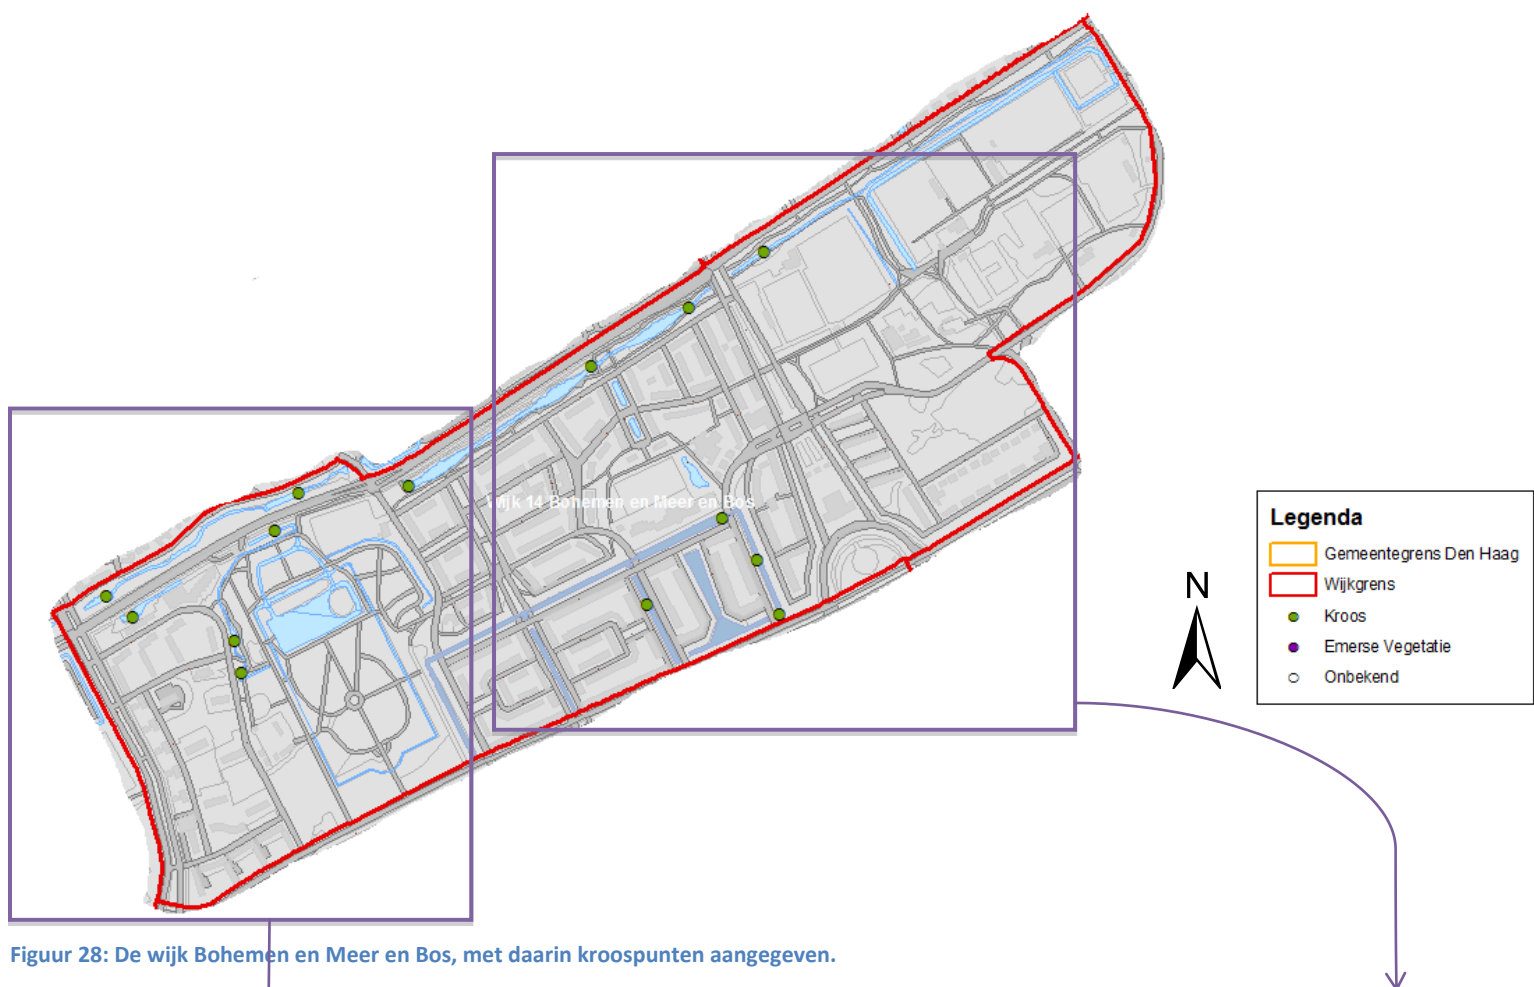 Wijk 14 Bohemen en Meer en Bos
Legenda
Gemeentegrens Den Haag
Wijkgrens
Kroos
Emerse Vegetatie
Onbekend
N
Figuur 28: De wijk Bohemen en Meer en Bos, met daarin kroospunten aangegeven.